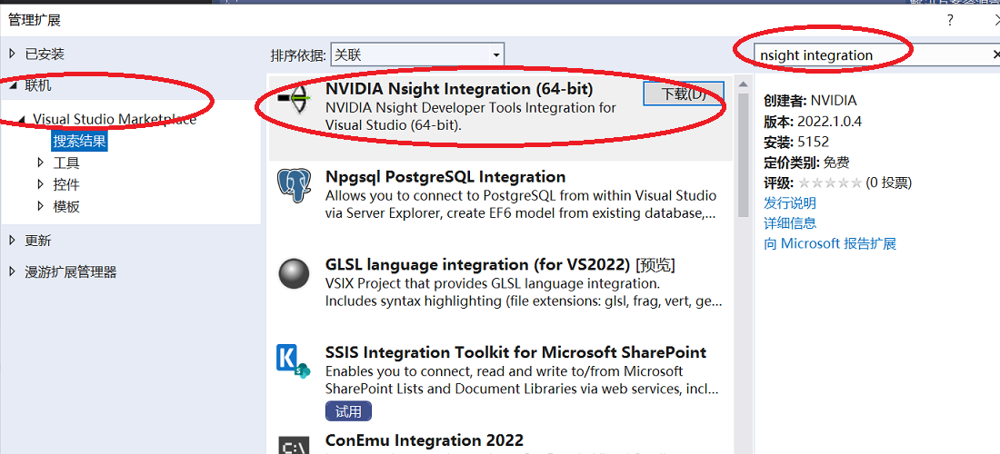 管理扩展
?
已安装
联机
Visual Studio Marketplace
搜索结果
工具
控件
模板
更新
漫游扩展管理器
排序依据: 关联
NVIDIA Nsight Integration (64-bit)
下载(D)
NVIDIA Nsight Developer Tools Integration for
Visual Studio (64-bit).
Npgsql PostgreSQL Integration
Allows you to connect to PostgreSQL from within Visual Studio
via Server Explorer, create EF6 model from existing database,...
GLSL language integration (for VS2022) [预览]
VSIX Project that provides GLSL language integration.
Includes syntax highlighting (file extensions: glsl, frag, vert, ge...
SSIS Integration Toolkit for Microsoft SharePoint
Enables you to connect, read and write to/from Microsoft
SharePoint Lists and Document Libraries via web services, incl...
试用
ConEmu Integration 2022
nsight integration
创建者: NVIDIA
版本: 2022.1.0.4
安装: 5152
定价类别: 免费
评级: ★★★★★ (0 投票)
发行说明
详细信息
向 Microsoft 报告扩展